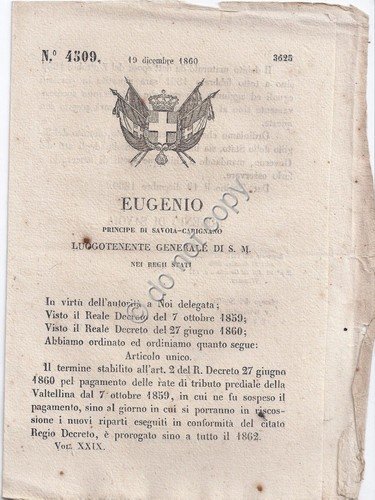 N.° 4509.
19 dicembre 1860
3625
EUGENIO
PRINCIPE DI SAVOIA-CARIGNANO
LUOGOTENENTE GENERALE DI S. M.
NEI REGII STATI
do not copy
In virtù dell'autorità a Noi delegata;
Visto il Reale Decreto del 7 ottobre 1859;
Visto il Reale Decreto del 27 giugno 1860;
Abbiamo ordinato ed ordiniamo quanto segue:
Articolo unico.
Il termine stabilito all'art. 2 del R. Decreto 27 giugno
1860 pel pagamento delle rate di tributo prediale della
Valtellina dal 7 ottobre 1859, in cui ne fu sospeso il
pagamento, sino al giorno in cui si porranno in riscos-
sione i nuovi riparti eseguiti in conformità del citato
Regio Decreto, è prorogato sino a tutto il 1862.
Vol. XXIX.